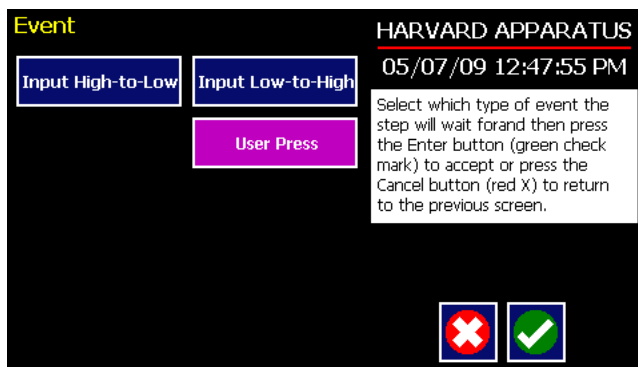 Event
HARVARD APPARATUS
05/07/09 12:47:55 PM
Input High-to-Low
Input Low-to-High
User Press
Select which type of event the
step will wait forand then press
the Enter button (green check
mark) to accept or press the
Cancel button (red X) to return
to the previous screen.